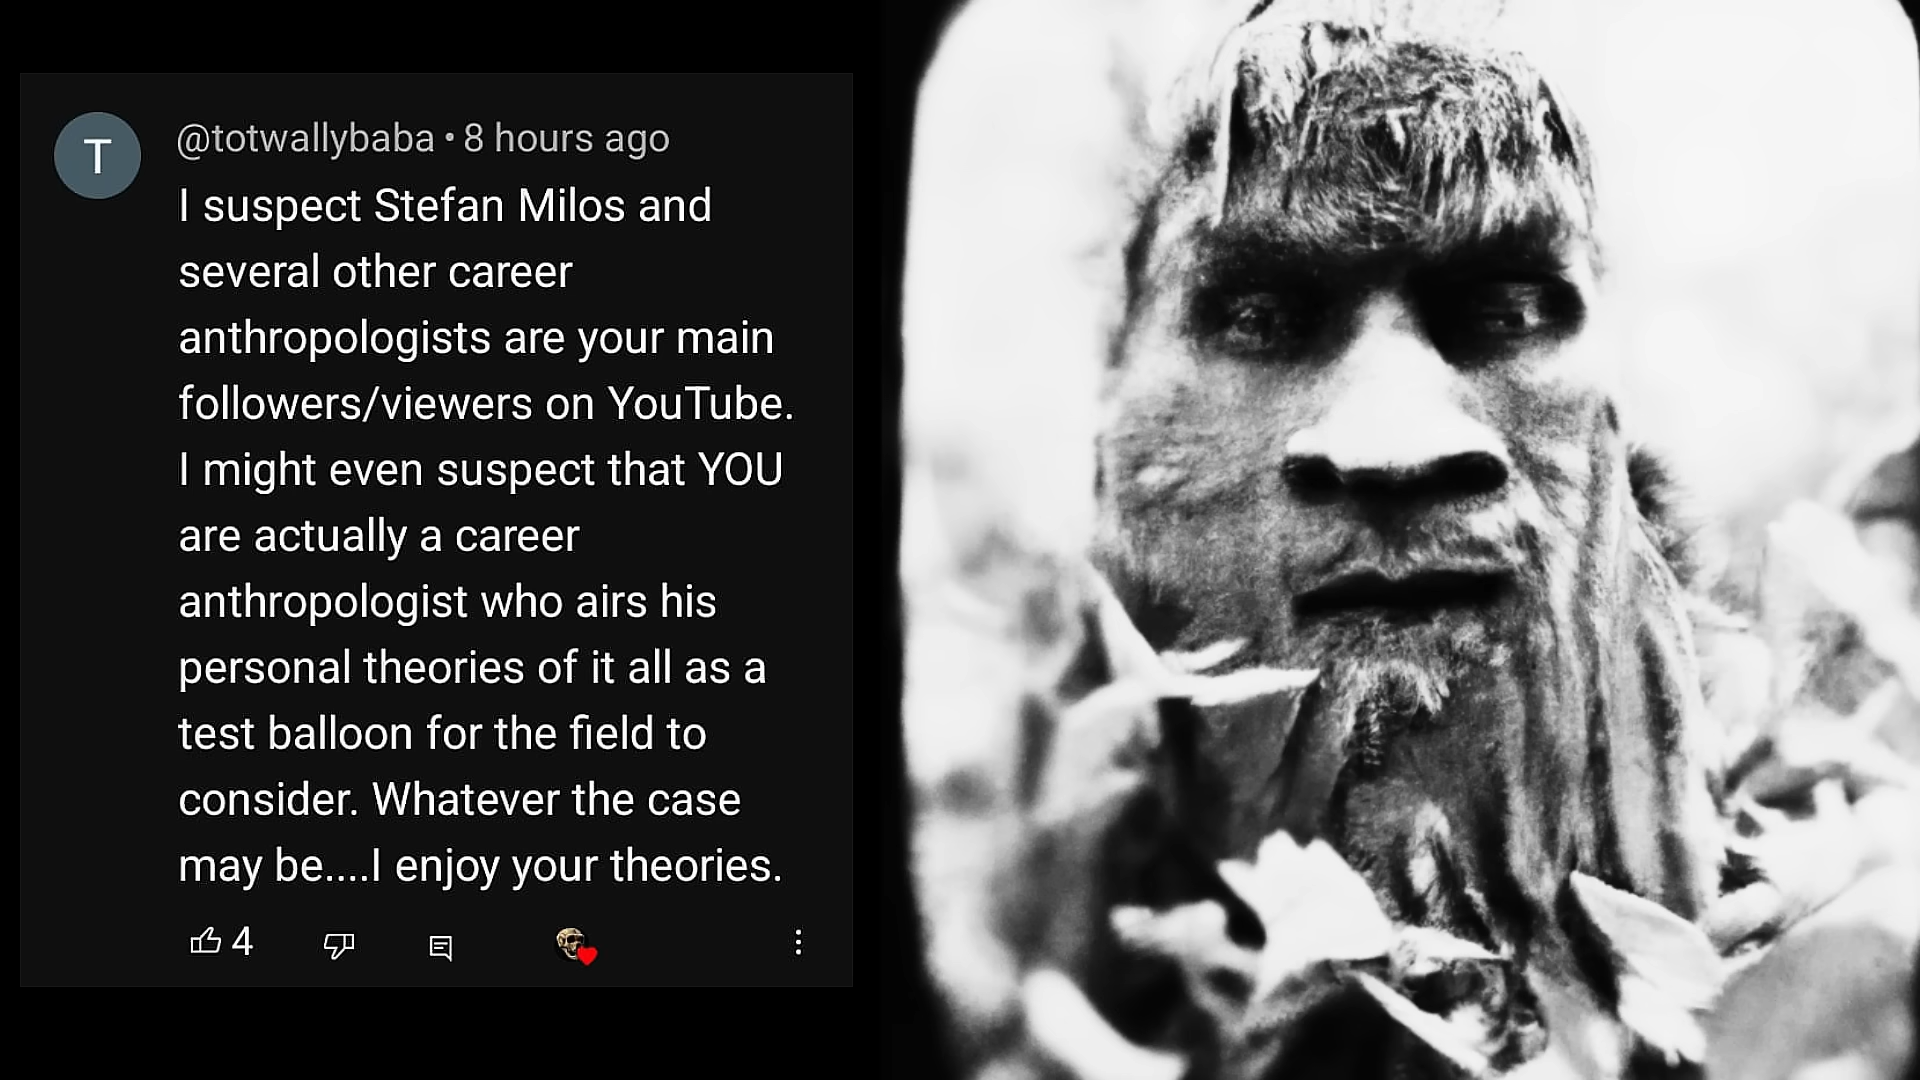 T
@totwallybaba • 8 hours ago
I suspect Stefan Milos and
several other career
anthropologists are your main
followers/viewers on YouTube.
I might even suspect that YOU
are actually a career
anthropologist who airs his
personal theories of it all as a
test balloon for the field to
consider. Whatever the case
may be....I enjoy your theories.
4